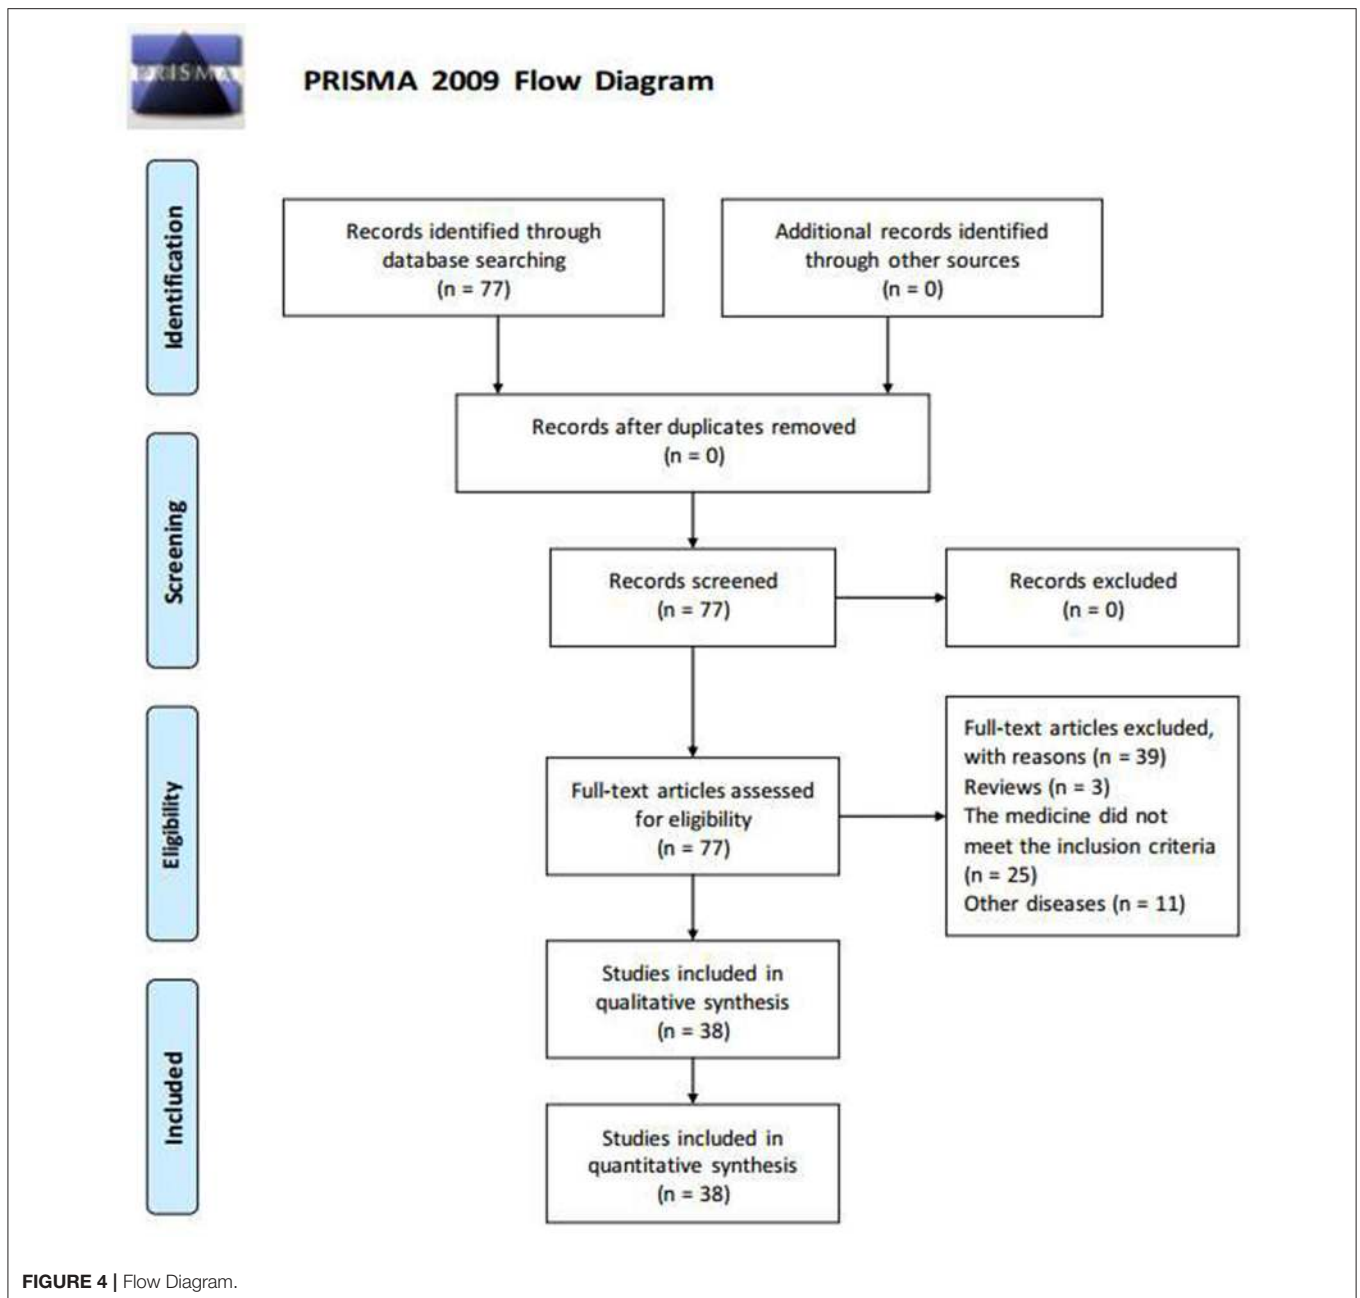 PRISMA
PRISMA 2009 Flow Diagram
Identification
Records identified through
database searching
(n = 77)
Additional records identified
through other sources
(n = 0)
Records after duplicates removed
(n = 0)
Screening
Records screened
(n = 77)
Records excluded
(n = 0)
Eligibility
Full-text articles assessed
for eligibility
(n = 77)
Full-text articles excluded,
with reasons (n = 39)
Reviews (n = 3)
The medicine did not
meet the inclusion criteria
(n = 25)
Other diseases (n = 11)
Included
Studies included in
qualitative synthesis
(n = 38)
Studies included in
quantitative synthesis
(n = 38)
FIGURE 4 | Flow Diagram.